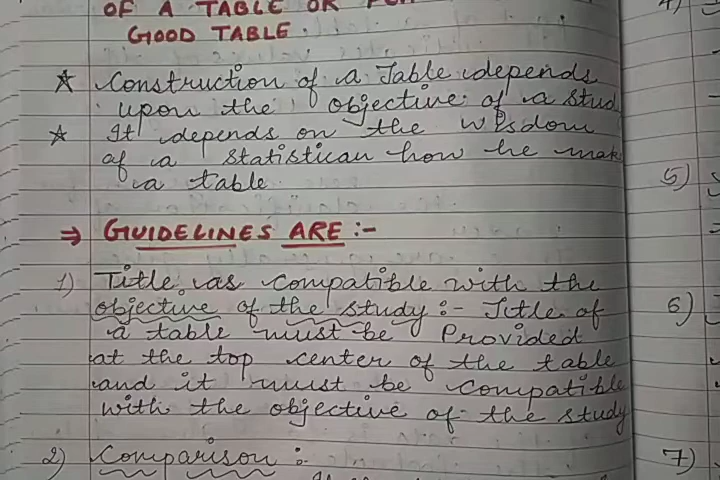 OF A TABLE OR
GOOD TABLE.
☆ Construction of a Table depends
upon the objective of a stud
☆ It depends on the wisdom
of a statistican how he mak
a table.
⇒ GUIDELINES ARE :-
1) Title as compatible with the
objective of the study :- Title of
a table must be Provided
at the top center of the table
and it must be compatible
with the objective of the study
2) Comparison :
5)
6)
7)